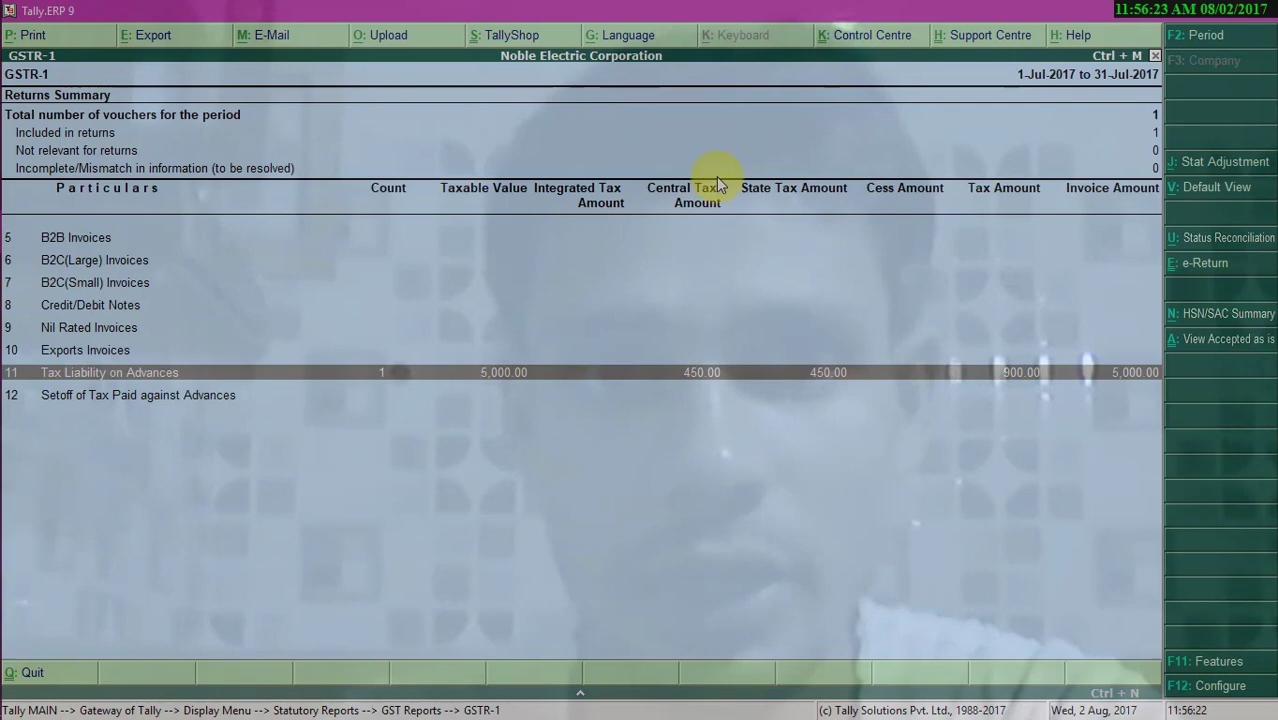 Tally.ERP 9
11:56:23 AM 08/02/2017
P: Print E: Export M: E-Mail O: Upload S: TallyShop G: Language K: Keyboard K: Control Centre H: Support Centre H: Help F2: Period
GSTR-1 Noble Electric Corporation Ctrl + M
F3: Company
GSTR-1
1-Jul-2017 to 31-Jul-2017
Returns Summary
Total number of vouchers for the period 1
Included in returns 1
Not relevant for returns 0
Incomplete/Mismatch in information (to be resolved) 0
J: Stat Adjustment
Particulars Count Taxable Value Integrated Tax Amount Central Tax Amount State Tax Amount Cess Amount Tax Amount Invoice Amount
V: Default View
5 B2B Invoices
U: Status Reconciliation
6 B2C(Large) Invoices
E: e-Return
7 B2C(Small) Invoices
8 Credit/Debit Notes
N: HSN/SAC Summary
9 Nil Rated Invoices
A: View Accepted as is
10 Exports Invoices
11 Tax Liability on Advances 1 5,000.00 450.00 450.00 900.00 5,000.00
12 Setoff of Tax Paid against Advances
F11: Features
Q: Quit
F12: Configure
Ctrl + N
Tally MAIN --> Gateway of Tally --> Display Menu --> Statutory Reports --> GST Reports --> GSTR-1 (c) Tally Solutions Pvt. Ltd., 1988-2017 Wed, 2 Aug, 2017 11:56:22